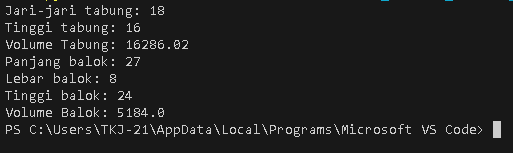 Jari-jari tabung: 18
Tinggi tabung: 16
Volume Tabung: 16286.02
Panjang balok: 27
Lebar balok: 8
Tinggi balok: 24
Volume Balok: 5184.0
PS C:\Users\TKJ-21\AppData\Local\Programs\Microsoft VS Code>